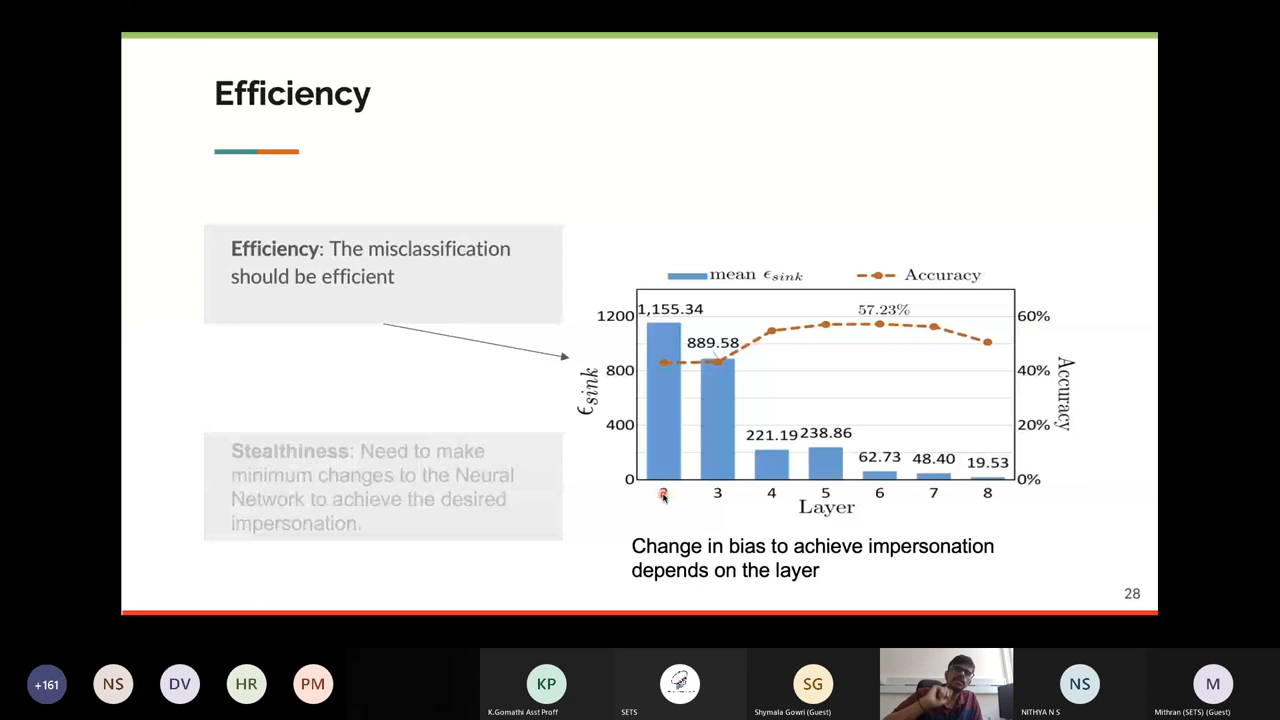 Efficiency
Efficiency: The misclassification
should be efficient
Stealthiness: Need to make
minimum changes to the Neural
Network to achieve the desired
impersonation.
mean ϵsink
Accuracy
1200
800
400
0
ϵsink
1,155.34
889.58
221.19
238.86
62.73
48.40
19.53
57.23%
60%
40%
20%
0%
Accuracy
2 3 4 5 6 7 8
Layer
Change in bias to achieve impersonation
depends on the layer
28
+161
NS
DV
HR
PM
KP
K.Gomathi Asst Proff
SETS
SG
Shymala Gowri (Guest)
NS
NITHYA N S
M
Mithran (SETS) (Guest)